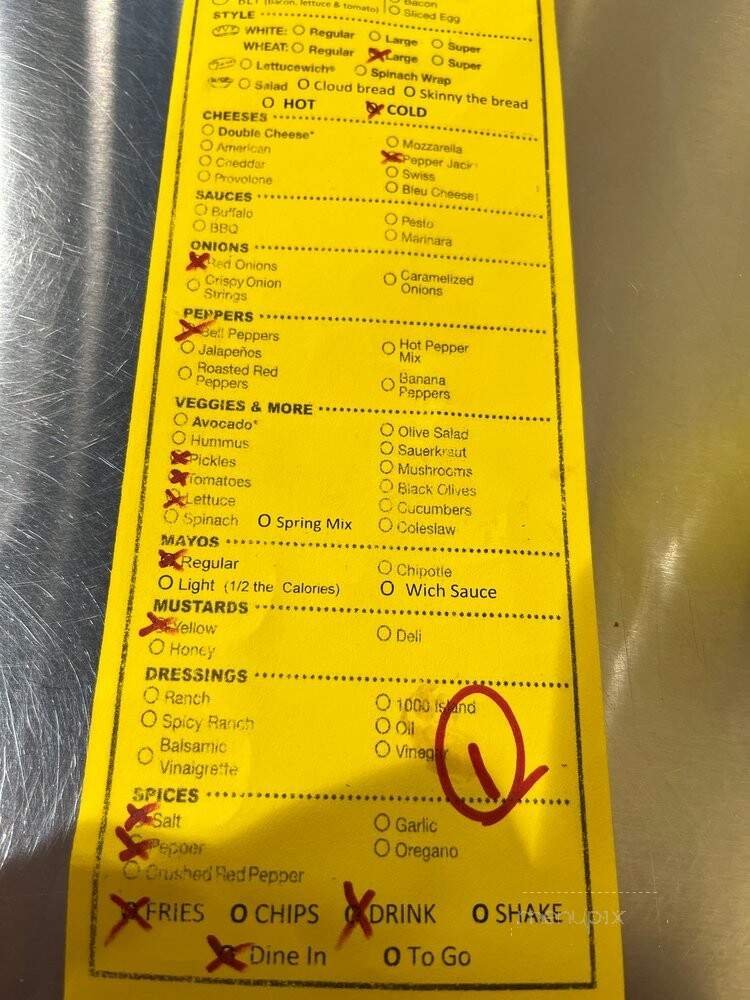 BLT (Bacon, lettuce & tomato) O Bacon
O Sliced Egg
STYLE
WHITE: O Regular O Large O Super
WHEAT: O Regular Large O Super
O Lettucewich® O Spinach Wrap
O Salad O Cloud bread O Skinny the bread
O HOT COLD
CHEESES
O Double Cheese* O Mozzarella
O American Pepper Jack
O Cheddar O Swiss
O Provolone O Bleu Cheese
SAUCES
O Buffalo O Pesto
O BBQ O Marinara
ONIONS
Red Onions O Caramelized
O Crispy Onion Onions
Strings
PEPPERS
Bell Peppers O Hot Pepper
O Jalapeños Mix
O Roasted Red O Banana
Peppers Peppers
VEGGIES & MORE
O Avocado* O Olive Salad
O Hummus O Sauerkraut
Pickles O Mushrooms
Tomatoes O Black Olives
Lettuce O Cucumbers
O Spinach O Spring Mix O Coleslaw
MAYOS
Regular O Chipotle
O Light (1/2 the Calories) O Wich Sauce
MUSTARDS
Yellow O Deli
O Honey
DRESSINGS
O Ranch O 1000 Island
O Spicy Ranch O Oil
O Balsamic O Vinegar
Vinaigrette
1
SPICES
Salt O Garlic
Pepper O Oregano
O Crushed Red Pepper
FRIES O CHIPS DRINK O SHAKE
menupix
Dine In O To Go